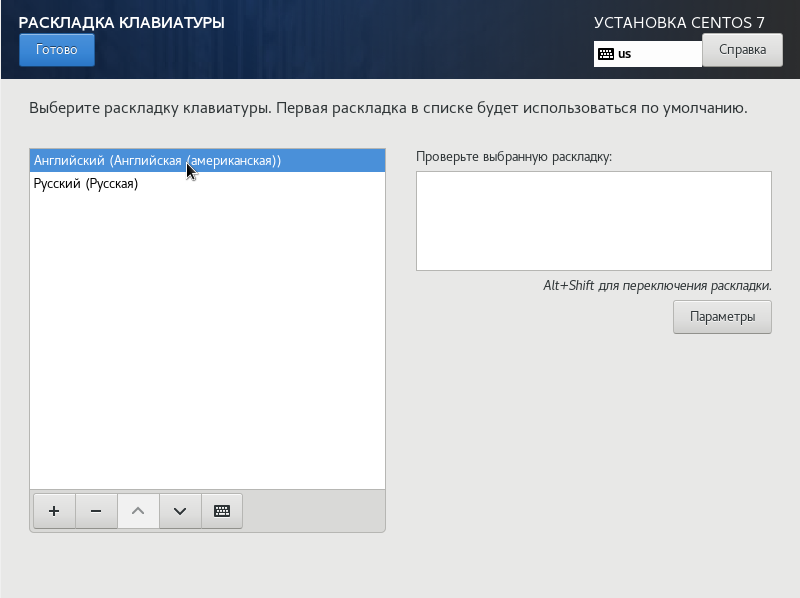 РАСКЛАДКА КЛАВИАТУРЫ
УСТАНОВКА CENTOS 7
Готово
us
Справка
Выберите раскладку клавиатуры. Первая раскладка в списке будет использоваться по умолчанию.
Английский (Английская (американская))
Русский (Русская)
Проверьте выбранную раскладку:
Alt+Shift для переключения раскладки.
Параметры